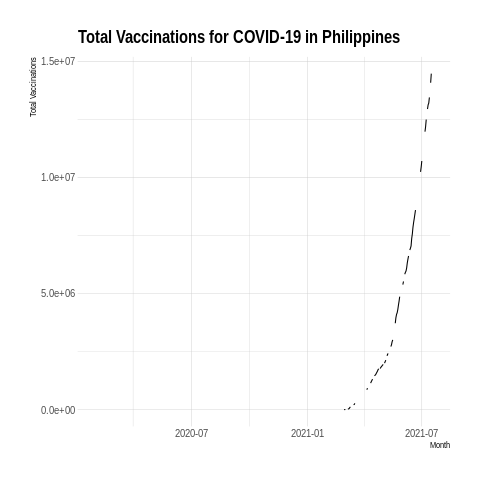 Total Vaccinations for COVID-19 in Philippines
Total Vaccinations
1.5e+07
1.0e+07
5.0e+06
0.0e+00
2020-07
2021-01
2021-07
Month